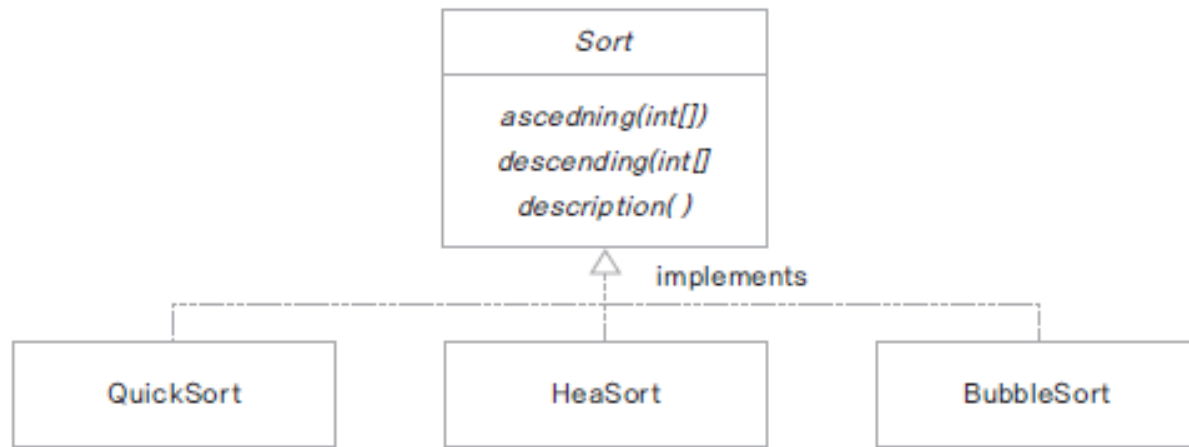 Sort
ascedning(int[])
descending(int[]
description( )
implements
QuickSort
HeaSort
BubbleSort